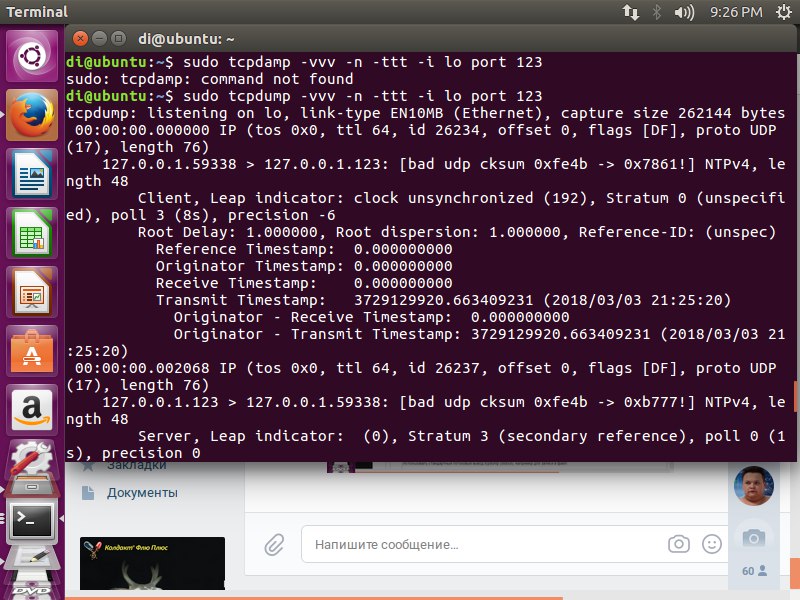 Terminal
9:26 PM
di@ubuntu: ~
di@ubuntu:~$ sudo tcpdamp -vvv -n -ttt -i lo port 123
sudo: tcpdamp: command not found
di@ubuntu:~$ sudo tcpdump -vvv -n -ttt -i lo port 123
tcpdump: listening on lo, link-type EN10MB (Ethernet), capture size 262144 bytes
 00:00:00.000000 IP (tos 0x0, ttl 64, id 26234, offset 0, flags [DF], proto UDP
(17), length 76)
    127.0.0.1.59338 > 127.0.0.1.123: [bad udp cksum 0xfe4b -> 0x7861!] NTPv4, le
ngth 48
        Client, Leap indicator: clock unsynchronized (192), Stratum 0 (unspecifi
ed), poll 3 (8s), precision -6
        Root Delay: 1.000000, Root dispersion: 1.000000, Reference-ID: (unspec)
          Reference Timestamp:  0.000000000
          Originator Timestamp: 0.000000000
          Receive Timestamp:    0.000000000
          Transmit Timestamp:   3729129920.663409231 (2018/03/03 21:25:20)
            Originator - Receive Timestamp:  0.000000000
            Originator - Transmit Timestamp: 3729129920.663409231 (2018/03/03 21
:25:20)
 00:00:00.002068 IP (tos 0x0, ttl 64, id 26237, offset 0, flags [DF], proto UDP
(17), length 76)
    127.0.0.1.123 > 127.0.0.1.59338: [bad udp cksum 0xfe4b -> 0xb777!] NTPv4, le
ngth 48
        Server, Leap indicator:  (0), Stratum 3 (secondary reference), poll 0 (1
s), precision 0
Закладки
Документы
Колдакт® Флю Плюс
Напишите сообщение...
60
DVD